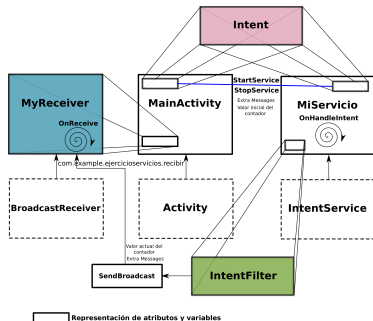 Intent
StartService
StopService
Extra Messages
Valor inicial del
contador
MyReceiver
OnReceive
MainActivity
MiServicio
OnHandleIntent
com.example.ejercicioservicios.recibir
BroadcastReceiver
Activity
IntentService
Valor actual del
contador
Extra Messages
SendBroadcast
IntentFilter
Representación de atributos y variables